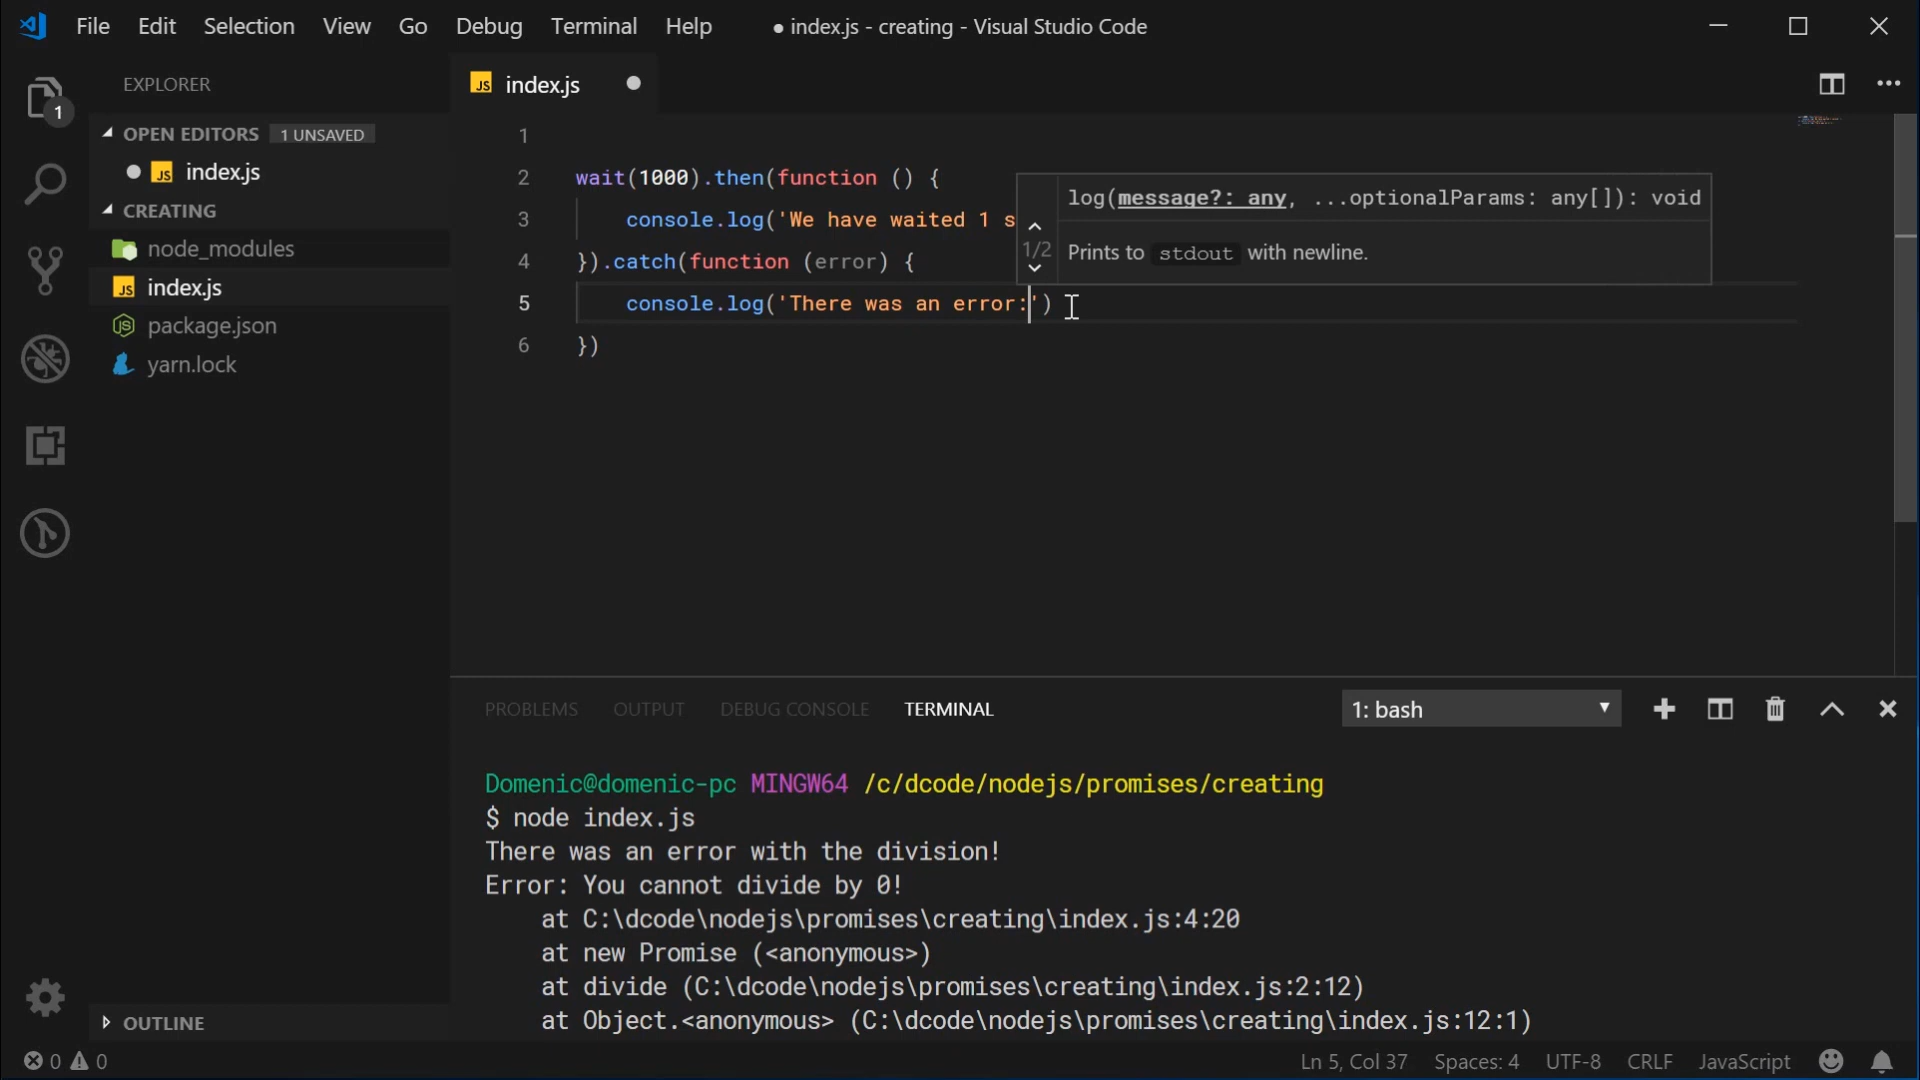 File Edit Selection View Go Debug Terminal Help ● index.js - creating - Visual Studio Code
EXPLORER
JS index.js
OPEN EDITORS 1 UNSAVED
JS index.js
CREATING
node_modules
JS index.js
package.json
yarn.lock
OUTLINE
1
1
2 wait(1000).then(function () {
3 console.log('We have waited 1 s
4 }).catch(function (error) {
5 console.log('There was an error:')
6 })
log(message?: any, ...optionalParams: any[]): void
1/2
Prints to stdout with newline.
PROBLEMS OUTPUT DEBUG CONSOLE TERMINAL 1: bash
Domenic@domenic-pc MINGW64 /c/dcode/nodejs/promises/creating
$ node index.js
There was an error with the division!
Error: You cannot divide by 0!
at C:\dcode\nodejs\promises\creating\index.js:4:20
at new Promise (<anonymous>)
at divide (C:\dcode\nodejs\promises\creating\index.js:2:12)
at Object.<anonymous> (C:\dcode\nodejs\promises\creating\index.js:12:1)
0 0 Ln 5, Col 37 Spaces: 4 UTF-8 CRLF JavaScript